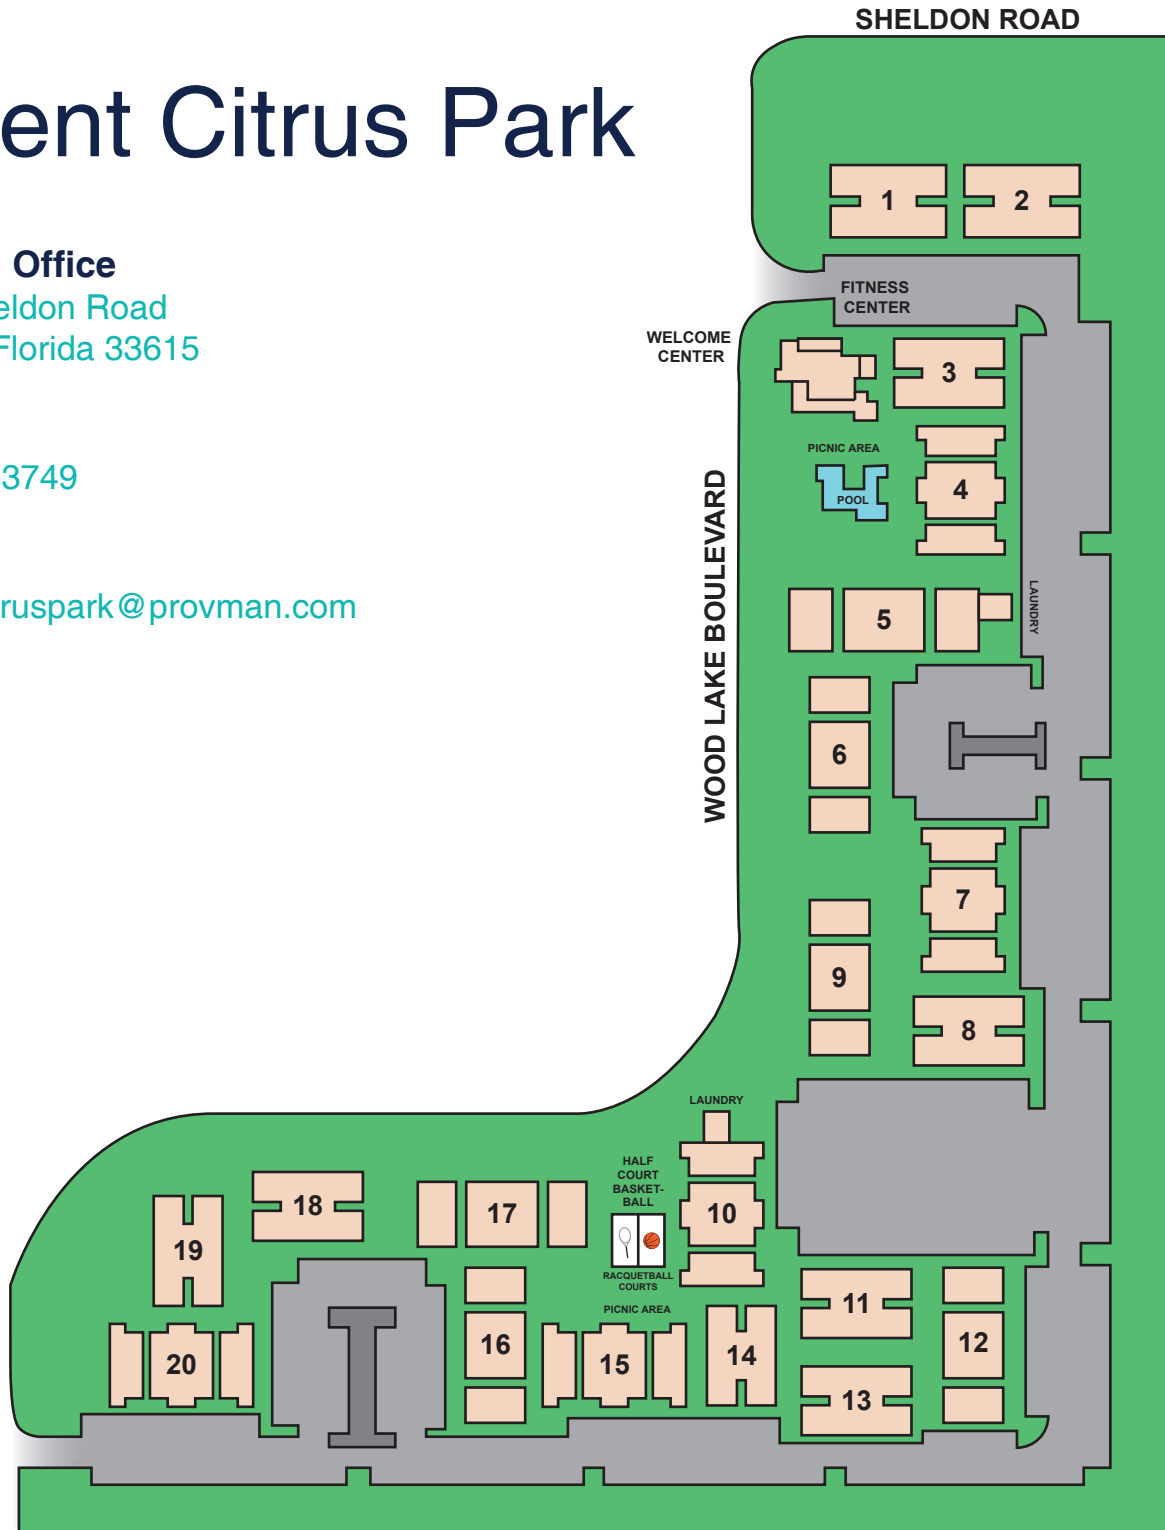 SHELDON ROAD
ent Citrus Park
Office
eldon Road
Florida 33615
3749
ruspark@provman.com
1
2
FITNESS
CENTER
WELCOME
CENTER
3
PICNIC AREA
POOL
4
WOOD LAKE BOULEVARD
5
LAUNDRY
6
7
9
8
LAUNDRY
HALF
COURT
BASKET-
BALL
10
RACQUETBALL
COURTS
PICNIC AREA
18
17
19
11
12
16
15
14
20
13